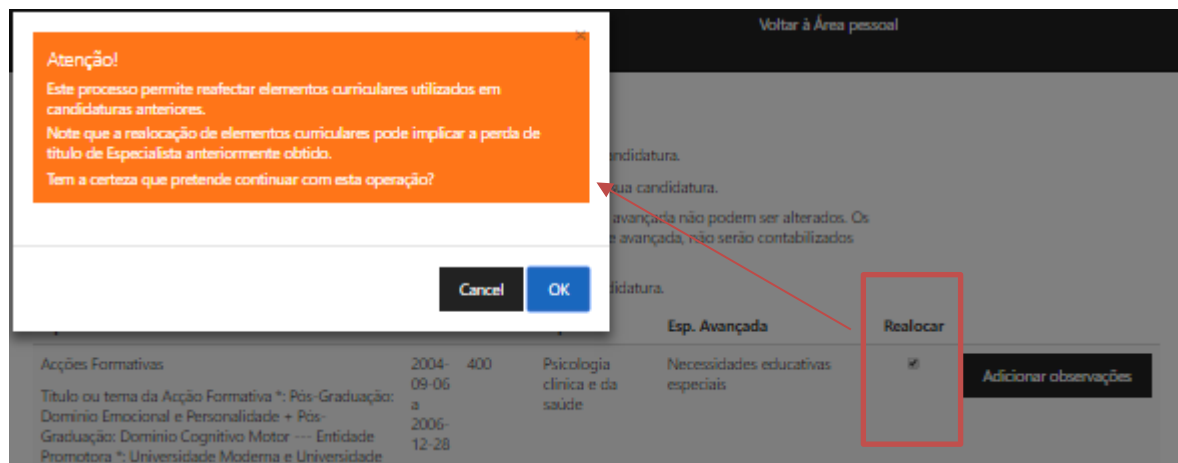 Voltar à Área pessoal
×
Atenção!
Este processo permite reafectar elementos curriculares utilizados em
candidaturas anteriores.
Note que a realocação de elementos curriculares pode implicar a perda de
título de Especialista anteriormente obtido.
Tem a certeza que pretende continuar com esta operação?
Cancel OK
candidatura.
sua candidatura.
avançada não podem ser alterados. Os
e avançada, não serão contabilizados
Esp. Avançada Realocar
Acções Formativas
Título ou tema da Acção Formativa *: Pós-Graduação:
Domínio Emocional e Personalidade + Pós-
Graduação: Domínio Cognitivo Motor --- Entidade
Promotora *: Universidade Moderna e Universidade
2004-
09-06
a
2006-
12-28
400
Psicologia
clínica e da
saúde
Necessidades educativas
especiais
Adicionar observações